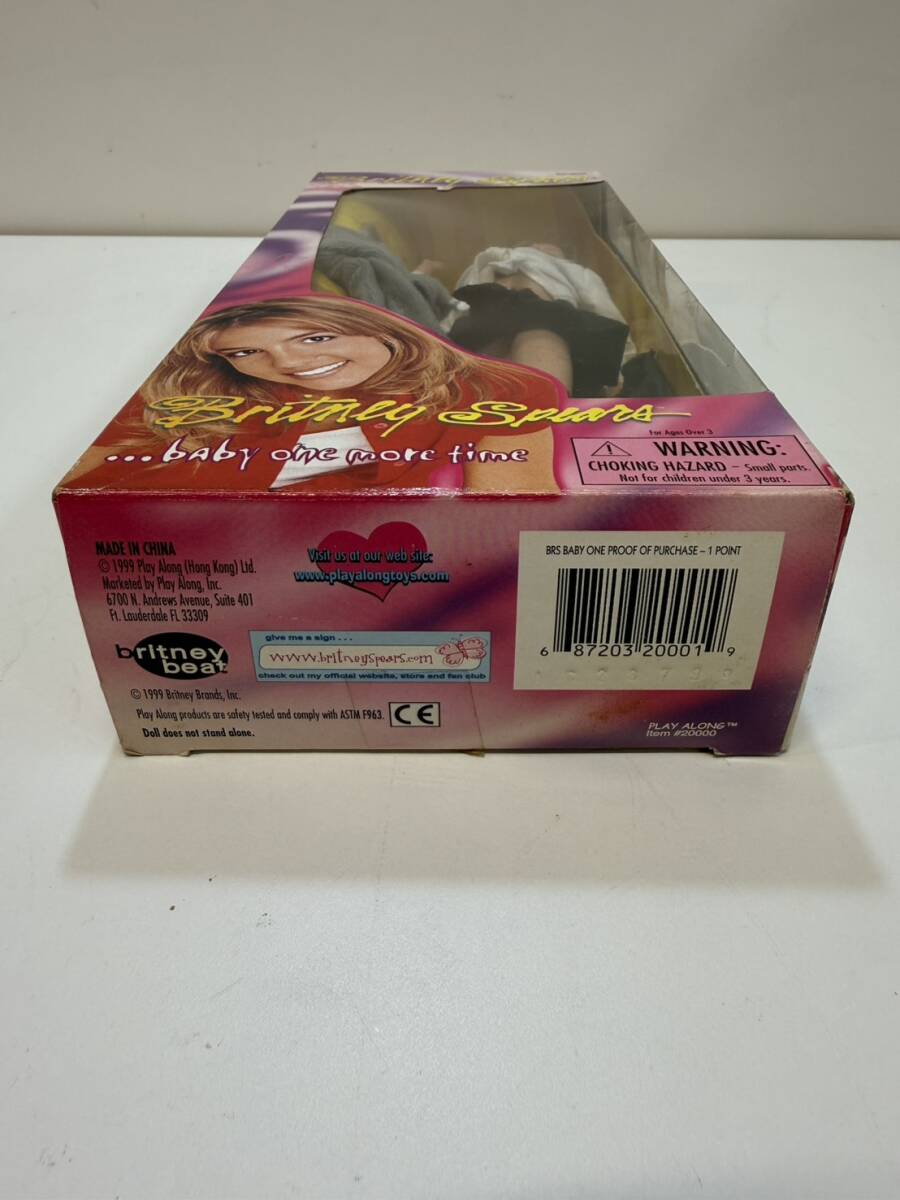 Britney Spears
Britney Spears
...baby one more time
For Ages Over 3
WARNING:
CHOKING HAZARD – Small parts.
Not for children under 3 years.
MADE IN CHINA
© 1999 Play Along (Hong Kong) Ltd.
Marketed by Play Along, Inc.
6700 N. Andrews Avenue, Suite 401
Ft. Lauderdale FL 33309
britney
beat
© 1999 Britney Brands, Inc.
Play Along products are safety tested and comply with ASTM F963.
CE
Doll does not stand alone.
Visit us at our web site:
www.playalongtoys.com
give me a sign . . .
www.britneyspears.com
check out my official website, store and fan club
BRS BABY ONE PROOF OF PURCHASE – 1 POINT
6 87203 20001 9
PLAY ALONG™
Item #20000